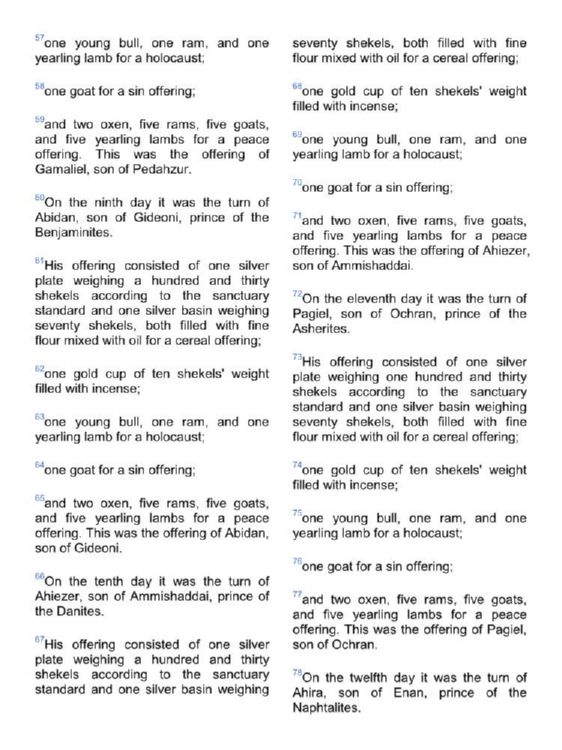 57one young bull, one ram, and one
yearling lamb for a holocaust;
58one goat for a sin offering;
59and two oxen, five rams, five goats,
and five yearling lambs for a peace
offering. This was the offering of
Gamaliel, son of Pedahzur.
60On the ninth day it was the turn of
Abidan, son of Gideoni, prince of the
Benjaminites.
61His offering consisted of one silver
plate weighing a hundred and thirty
shekels according to the sanctuary
standard and one silver basin weighing
seventy shekels, both filled with fine
flour mixed with oil for a cereal offering;
62one gold cup of ten shekels' weight
filled with incense;
63one young bull, one ram, and one
yearling lamb for a holocaust;
64one goat for a sin offering;
65and two oxen, five rams, five goats,
and five yearling lambs for a peace
offering. This was the offering of Abidan,
son of Gideoni.
66On the tenth day it was the turn of
Ahiezer, son of Ammishaddai, prince of
the Danites.
67His offering consisted of one silver
plate weighing a hundred and thirty
shekels according to the sanctuary
standard and one silver basin weighing
seventy shekels, both filled with fine
flour mixed with oil for a cereal offering;
68one gold cup of ten shekels' weight
filled with incense;
69one young bull, one ram, and one
yearling lamb for a holocaust;
70one goat for a sin offering;
71and two oxen, five rams, five goats,
and five yearling lambs for a peace
offering. This was the offering of Ahiezer,
son of Ammishaddai.
72On the eleventh day it was the turn of
Pagiel, son of Ochran, prince of the
Asherites.
73His offering consisted of one silver
plate weighing one hundred and thirty
shekels according to the sanctuary
standard and one silver basin weighing
seventy shekels, both filled with fine
flour mixed with oil for a cereal offering;
74one gold cup of ten shekels' weight
filled with incense;
75one young bull, one ram, and one
yearling lamb for a holocaust;
76one goat for a sin offering;
77and two oxen, five rams, five goats,
and five yearling lambs for a peace
offering. This was the offering of Pagiel,
son of Ochran.
78On the twelfth day it was the turn of
Ahira, son of Enan, prince of the
Naphtalites.